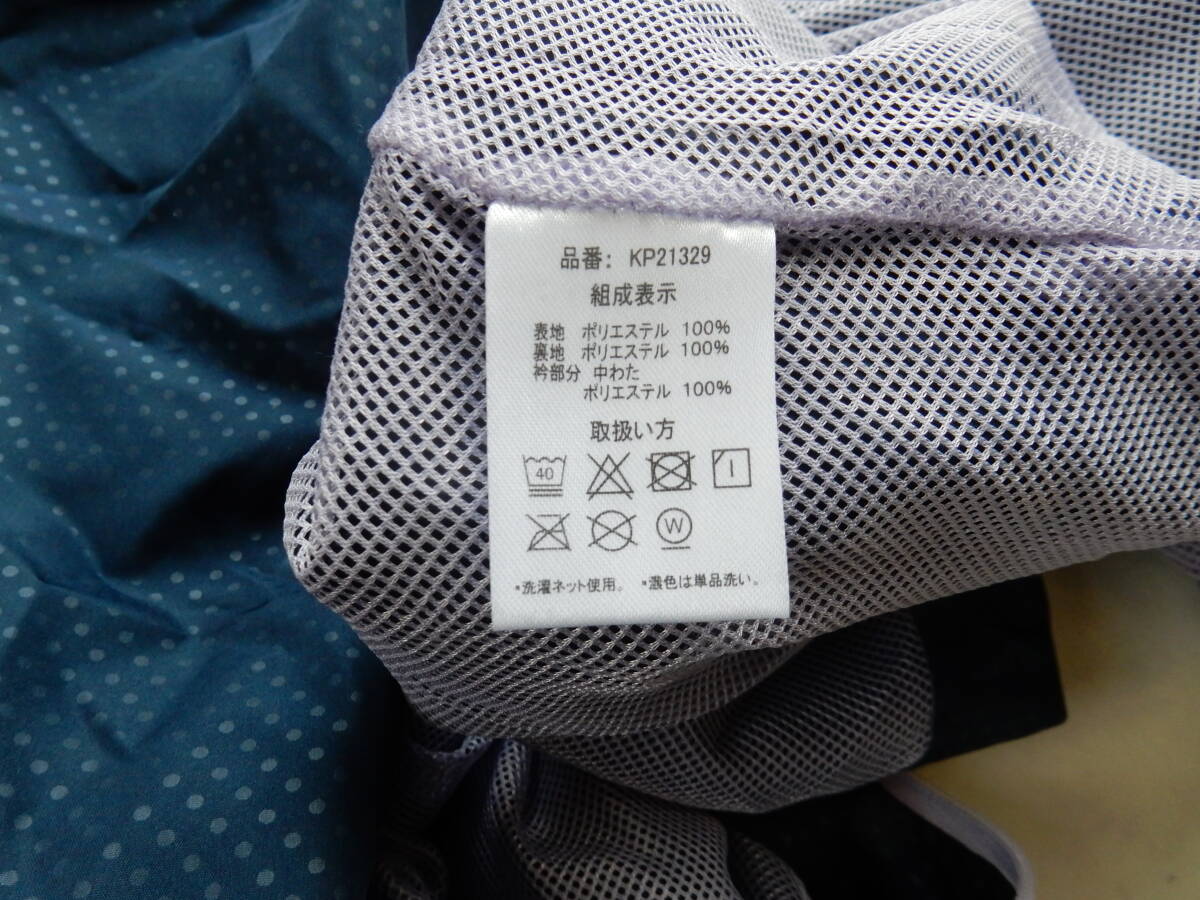 品番: KP21329
組成表示
表地 ポリエステル 100%
裏地 ポリエステル 100%
衿部分 中わた
ポリエステル 100%
取扱い方
40
W
*洗濯ネット使用。 *濃色は単品洗い。